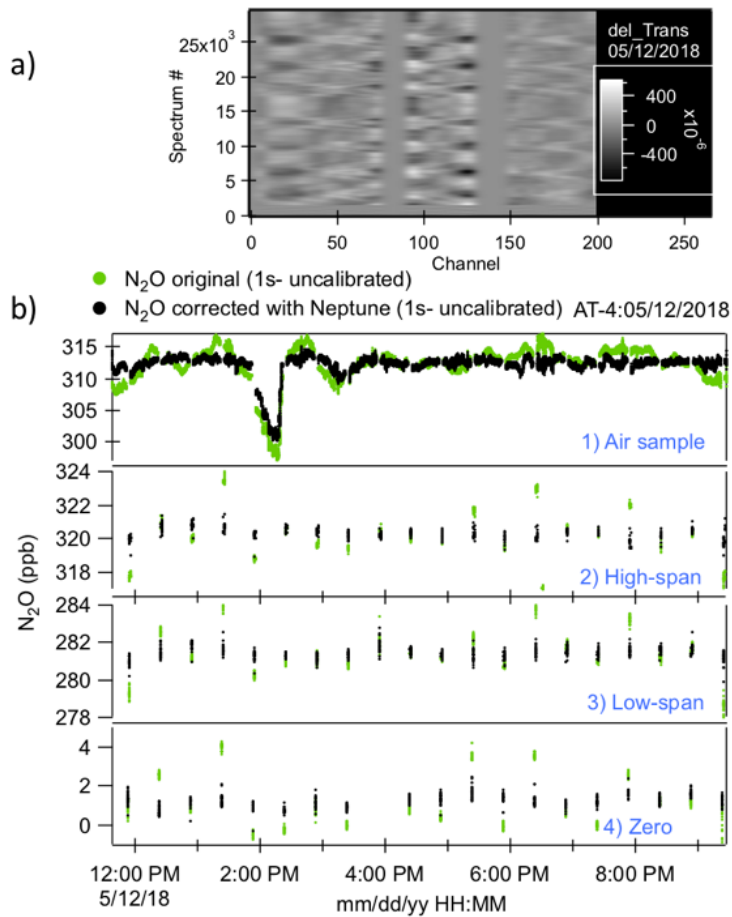 a)
Spectrum #
25x10³
20
15
10
5
0
0 50 100 150 200 250
Channel
del_Trans
05/12/2018
400
0
-400
x10⁻⁶
N₂O original (1s- uncalibrated)
b)
N₂O corrected with Neptune (1s- uncalibrated) AT-4:05/12/2018
315
310
305
300
1) Air sample
324
322
320
318
2) High-span
N₂O (ppb)
284
282
280
278
3) Low-span
4
2
0
4) Zero
12:00 PM 2:00 PM 4:00 PM 6:00 PM 8:00 PM
5/12/18
mm/dd/yy HH:MM